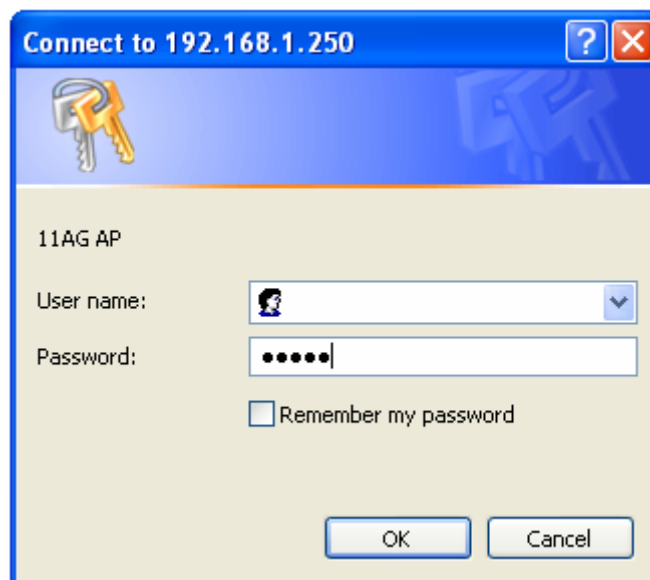 Connect to 192.168.1.250
11AG AP
User name:
Password: •••••
Remember my password
OK Cancel